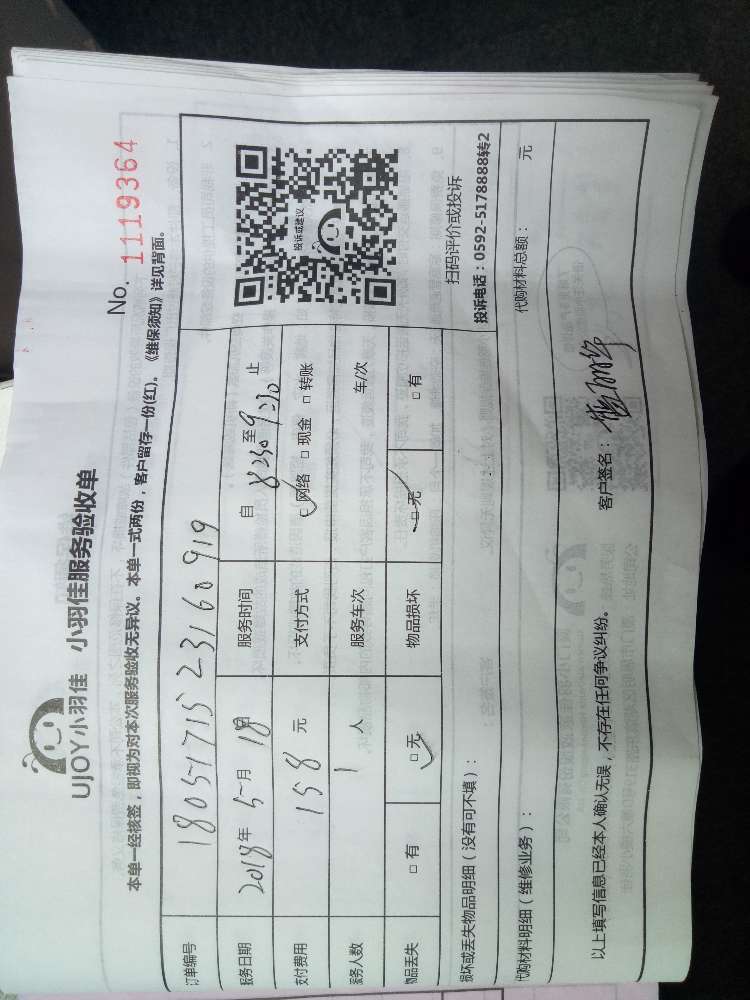 UJOY小羽佳 小羽佳服务验收单
No. 1119364
本单一经核签，即视为对本次服务验收无异议。本单一式两份，客户留存一份(红)。《维保须知》详见背面。
订单编号 180517152 3160919
服务日期 2018年 5月 18日 服务时间 自 8:30 至 9:30 止
支付费用 158 元 支付方式 □网络 □现金 □转账
服务人数 1 人 服务车次 车/次
物品丢失 □有 □无 物品损坏 □无 □有
投诉或建议
扫码评价或投诉
投诉电话：0592-5178888转2
损坏或丢失物品明细（没有可不填）：
代购材料明细（维修业务）： 代购材料总额： 元
以上填写信息已经本人确认无误，不存在任何争议纠纷。 客户签名：